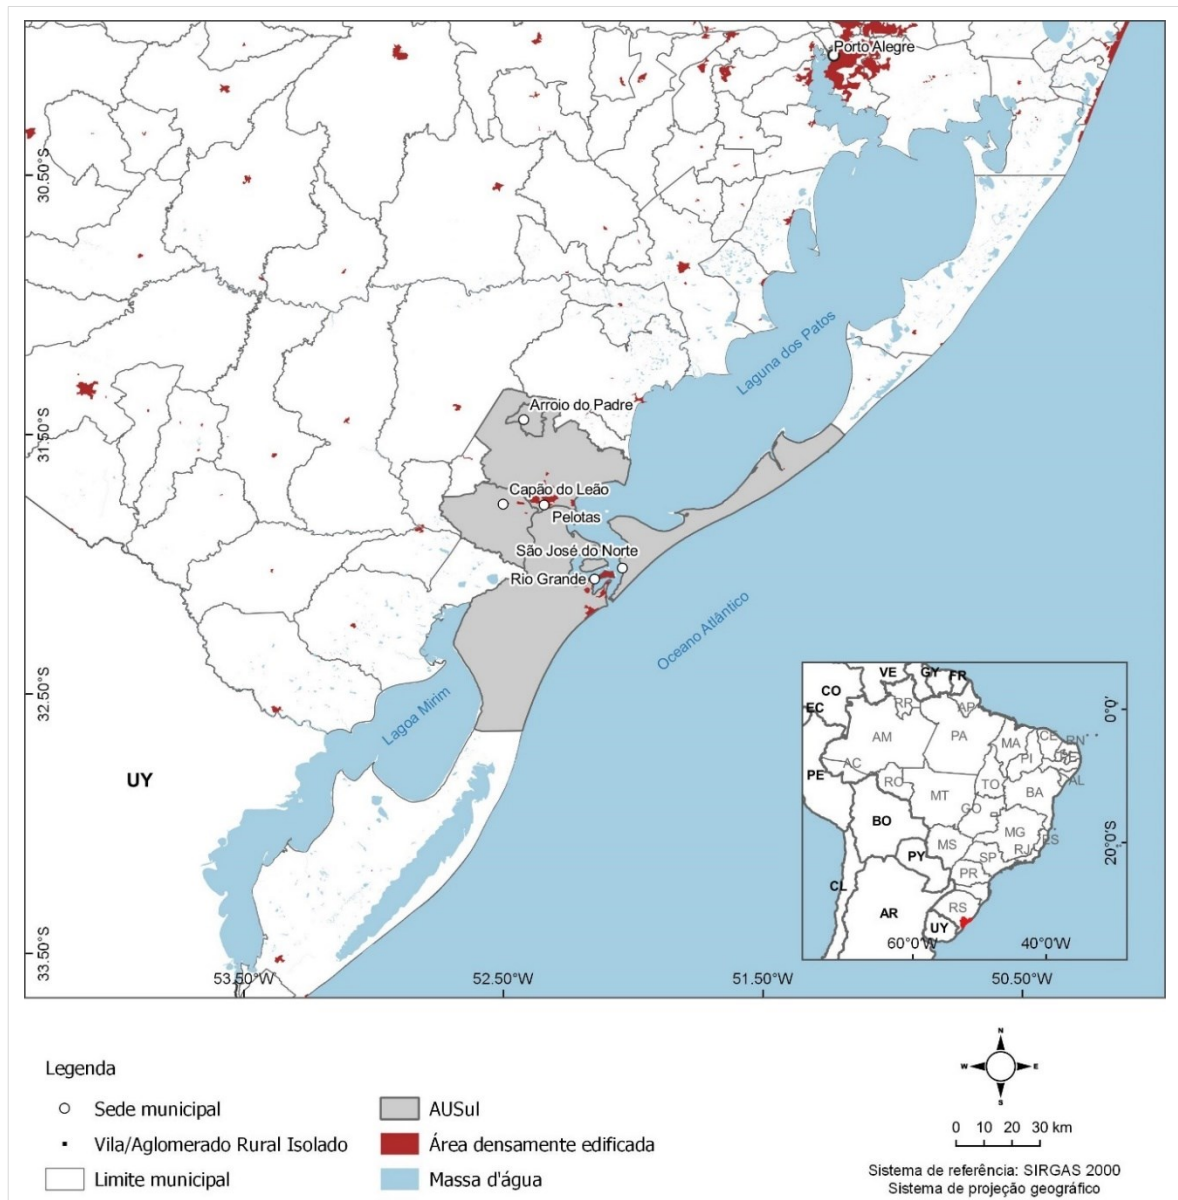 Porto Alegre
30.50°S
Laguna dos Patos
Arroio do Padre
31.50°S
Capão do Leão
Pelotas
São José do Norte
Rio Grande
Oceano Atlântico
32.50°S
Lagoa Mirim
UY
33.50°S
53.50°W
52.50°W
51.50°W
50.50°W
VE
GY
FR
CO
RR
AP
EC
0°0'
AM
PA
MA
CE
RN
PI
PE
AC
AL
RO
TO
BA
MT
GO
BO
MG
ES
20°0'S
MS
RJ
SP
PY
PR
CL
AR
RS
UY
60°0'W
40°0'W
Legenda
Sede municipal
Vila/Aglomerado Rural Isolado
Limite municipal
AUSul
Área densamente edificada
Massa d'água
N
W
E
S
0 10 20 30 km
Sistema de referência: SIRGAS 2000
Sistema de projeção geográfico